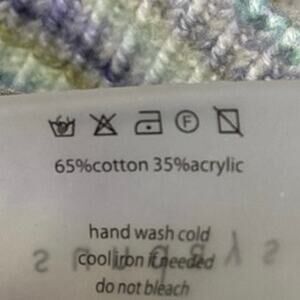 F
65%cotton 35%acrylic
hand wash cold
cool iron if needed
do not bleach